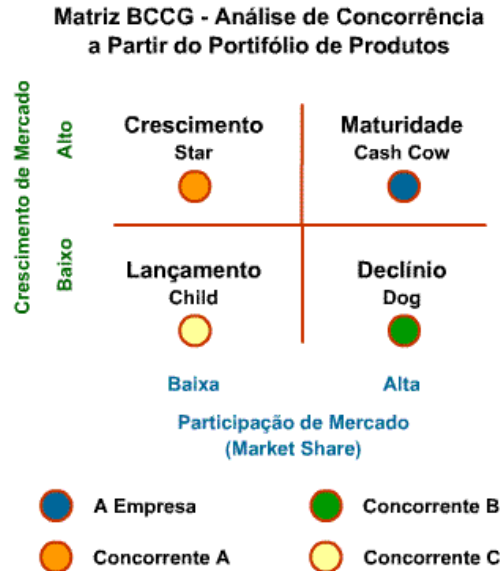 Matriz BCCG - Análise de Concorrência
a Partir do Portifólio de Produtos
Crescimento de Mercado
Alto
Baixo
Crescimento
Star
Maturidade
Cash Cow
Lançamento
Child
Declínio
Dog
Baixa
Alta
Participação de Mercado
(Market Share)
A Empresa
Concorrente B
Concorrente A
Concorrente C